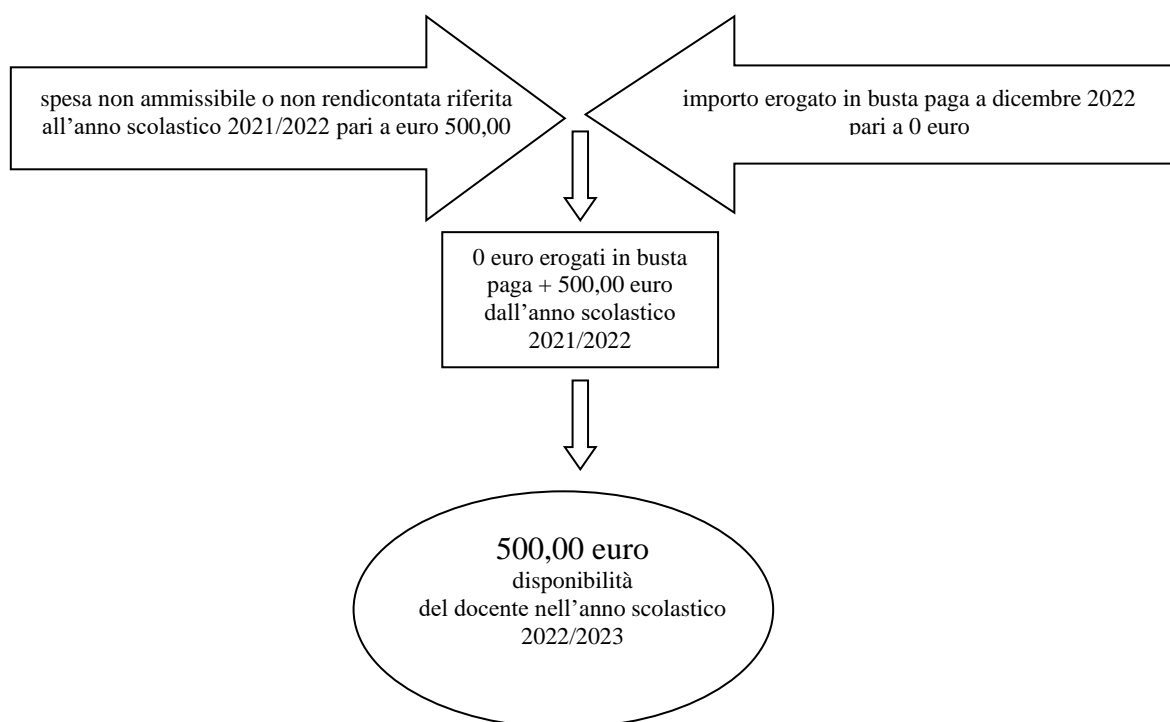 spesa non ammissibile o non rendicontata riferita
all’anno scolastico 2021/2022 pari a euro 500,00
importo erogato in busta paga a dicembre 2022
pari a 0 euro
0 euro erogati in busta
paga + 500,00 euro
dall’anno scolastico
2021/2022
500,00 euro
disponibilità
del docente nell’anno scolastico
2022/2023